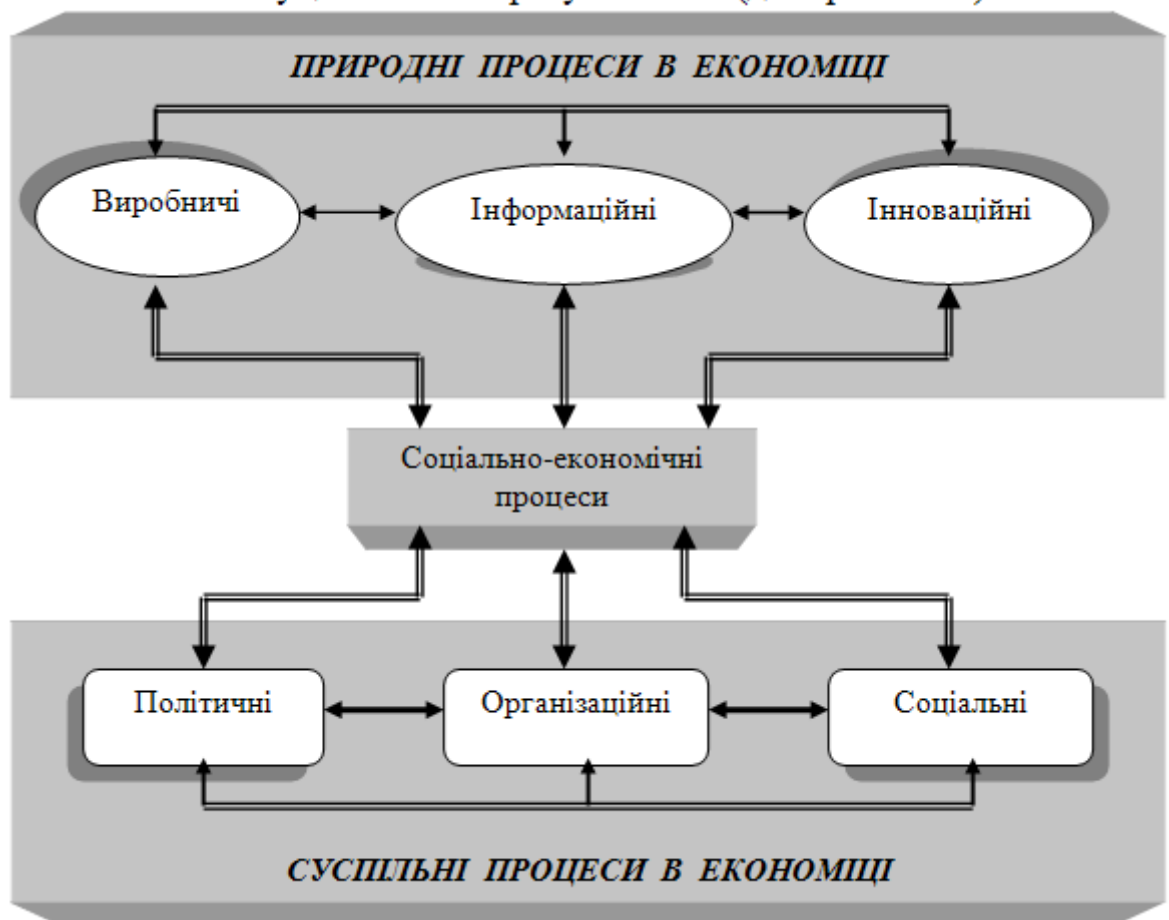 ПРИРОДНІ ПРОЦЕСИ В ЕКОНОМІЦІ
Виробничі
Інформаційні
Інноваційні
Соціально-економічні
процеси
Політичні
Організаційні
Соціальні
СУСПІЛЬНІ ПРОЦЕСИ В ЕКОНОМІЦІ